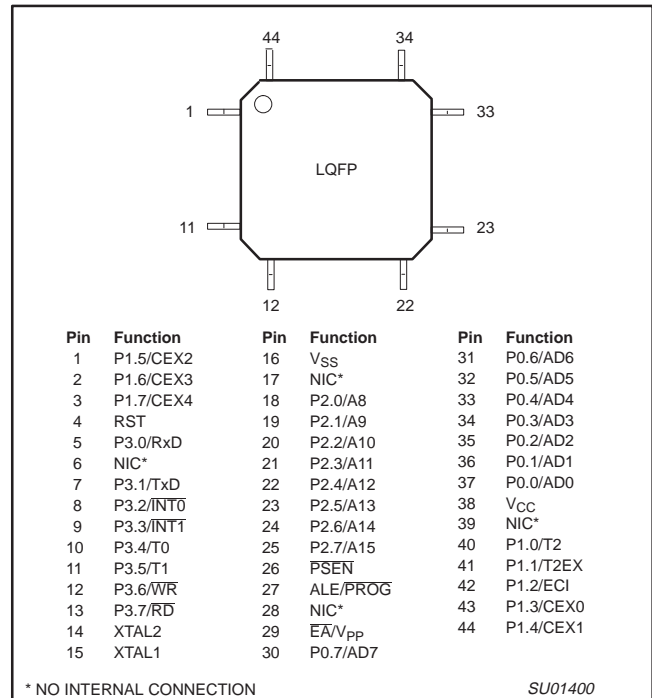 44 34
1 33
LQFP
11 23
12 22
Pin Function Pin Function Pin Function
1 P1.5/CEX2 16 VSS 31 P0.6/AD6
2 P1.6/CEX3 17 NIC* 32 P0.5/AD5
3 P1.7/CEX4 18 P2.0/A8 33 P0.4/AD4
4 RST 19 P2.1/A9 34 P0.3/AD3
5 P3.0/RxD 20 P2.2/A10 35 P0.2/AD2
6 NIC* 21 P2.3/A11 36 P0.1/AD1
7 P3.1/TxD 22 P2.4/A12 37 P0.0/AD0
8 P3.2/INT0 23 P2.5/A13 38 VCC
9 P3.3/INT1 24 P2.6/A14 39 NIC*
10 P3.4/T0 25 P2.7/A15 40 P1.0/T2
11 P3.5/T1 26 PSEN 41 P1.1/T2EX
12 P3.6/WR 27 ALE/PROG 42 P1.2/ECI
13 P3.7/RD 28 NIC* 43 P1.3/CEX0
14 XTAL2 29 EA/VPP 44 P1.4/CEX1
15 XTAL1 30 P0.7/AD7
* NO INTERNAL CONNECTION SU01400